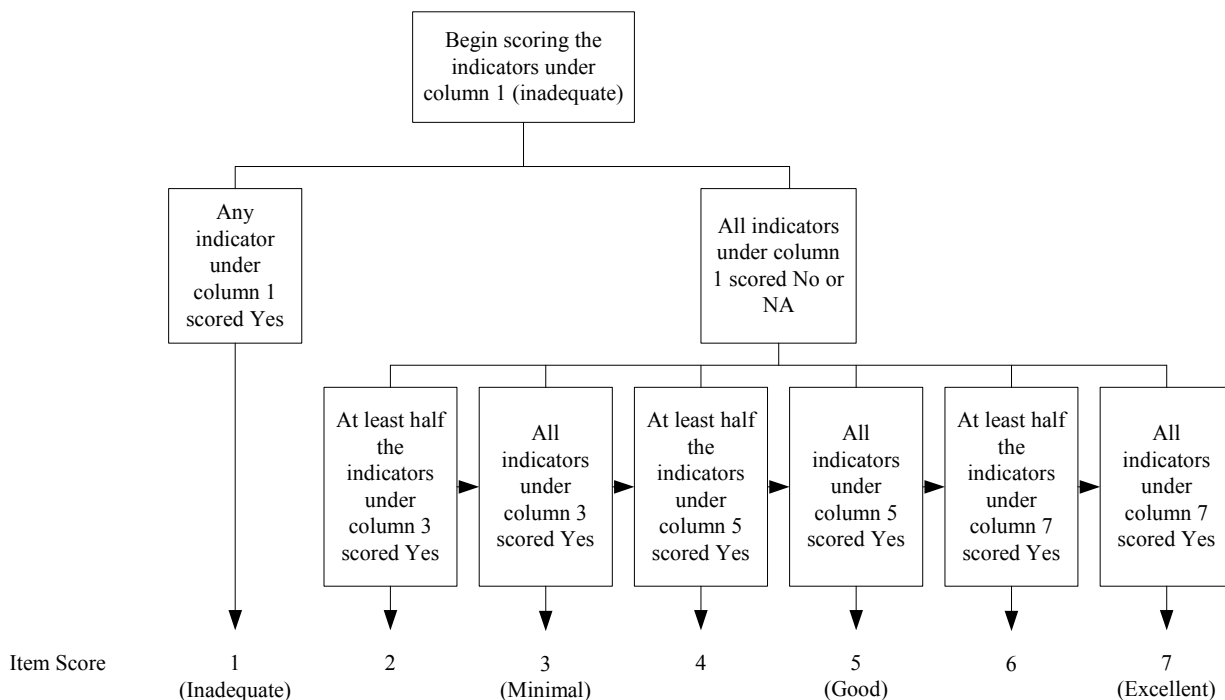 Begin scoring the
indicators under
column 1 (inadequate)
Any
indicator
under
column 1
scored Yes
All indicators
under column
1 scored No or
NA
At least half
the
indicators
under
column 3
scored Yes
All
indicators
under
column 3
scored Yes
At least half
the
indicators
under
column 5
scored Yes
All
indicators
under
column 5
scored Yes
At least half
the
indicators
under
column 7
scored Yes
All
indicators
under
column 7
scored Yes
Item Score
1
(Inadequate)
2
3
(Minimal)
4
5
(Good)
6
7
(Excellent)